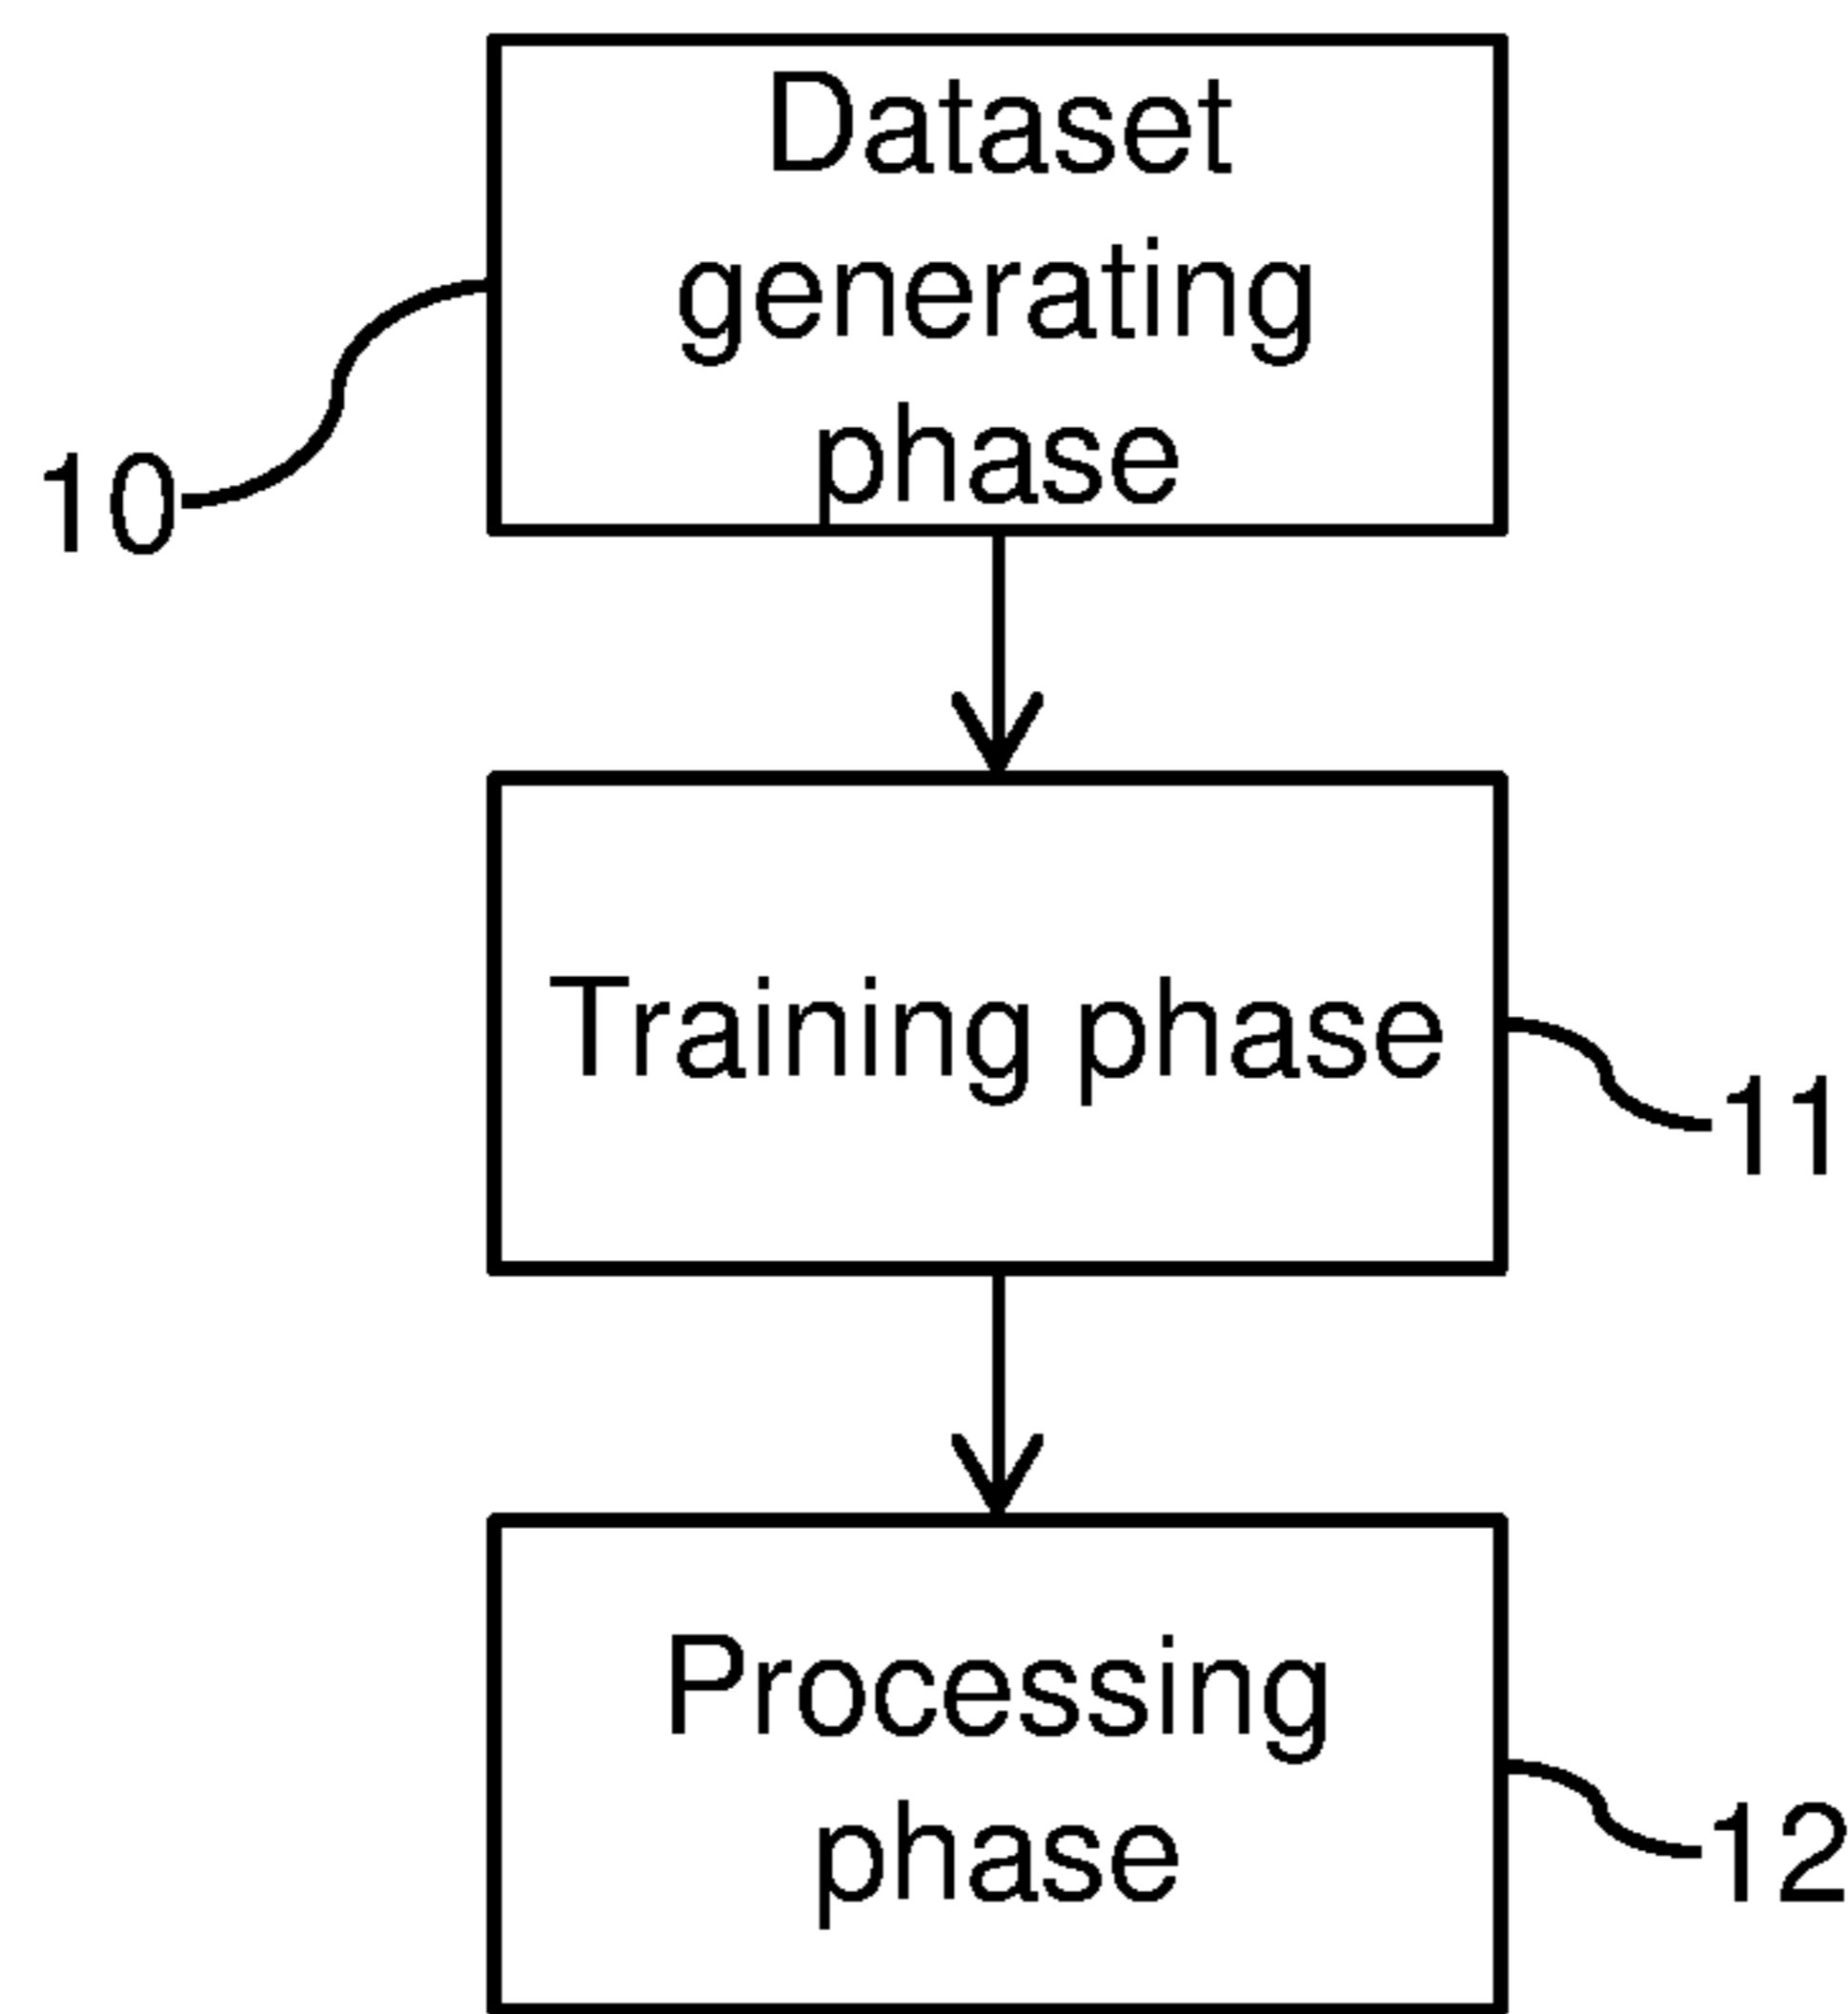 Dataset
generating
phase
10
Training phase
11
Processing
phase
12